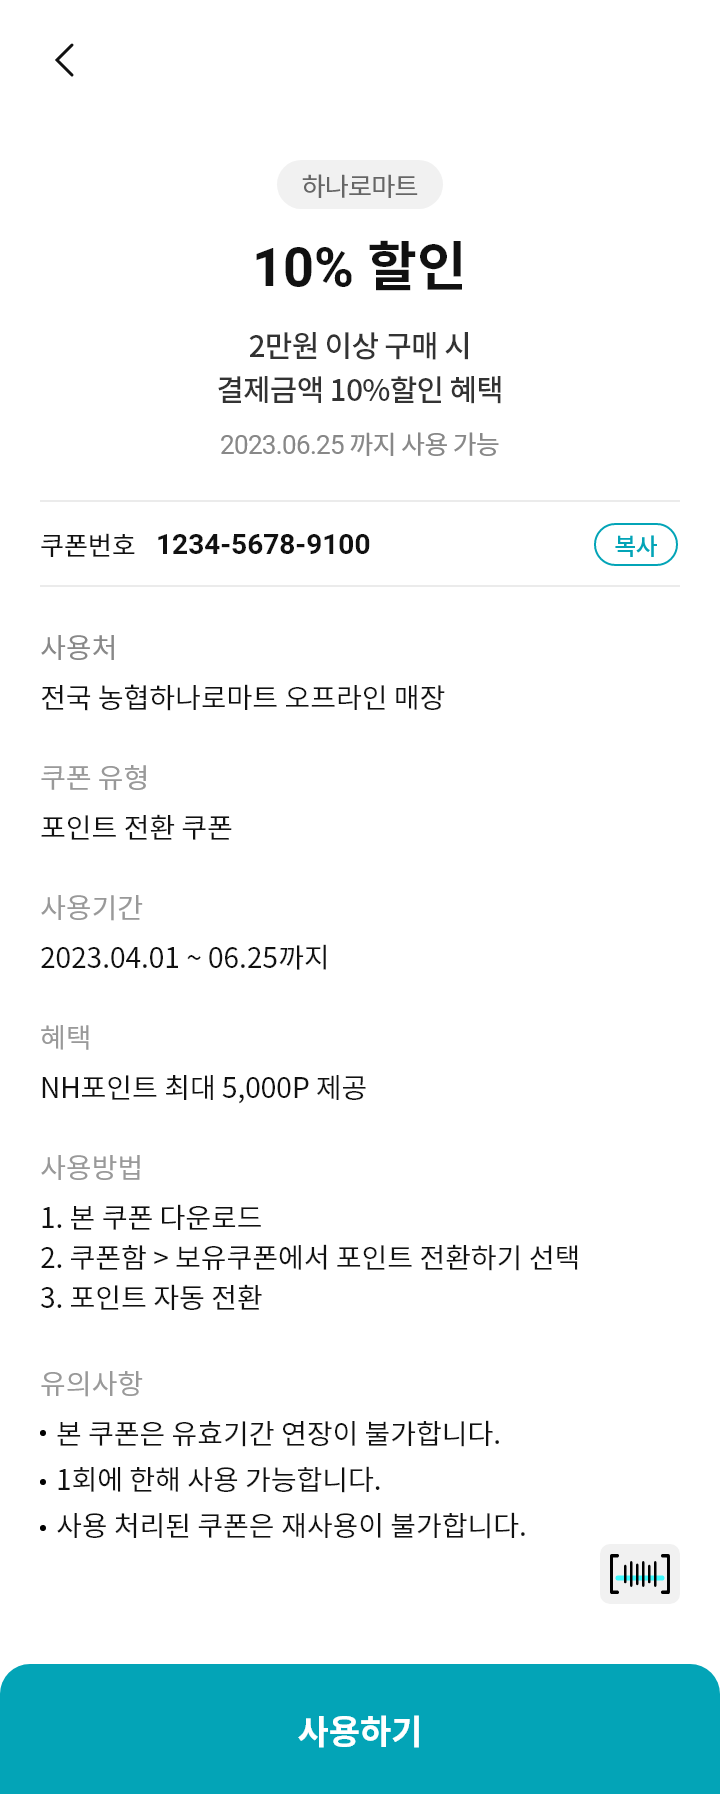 하나로마트
10% 할인
2만원 이상 구매 시
결제금액 10%할인 혜택
2023.06.25 까지 사용 가능
쿠폰번호 1234-5678-9100 복사
사용처
전국 농협하나로마트 오프라인 매장
쿠폰 유형
포인트 전환 쿠폰
사용기간
2023.04.01 ~ 06.25까지
혜택
NH포인트 최대 5,000P 제공
사용방법
1. 본 쿠폰 다운로드
2. 쿠폰함 > 보유쿠폰에서 포인트 전환하기 선택
3. 포인트 자동 전환
유의사항
• 본 쿠폰은 유효기간 연장이 불가합니다.
• 1회에 한해 사용 가능합니다.
• 사용 처리된 쿠폰은 재사용이 불가합니다.
사용하기